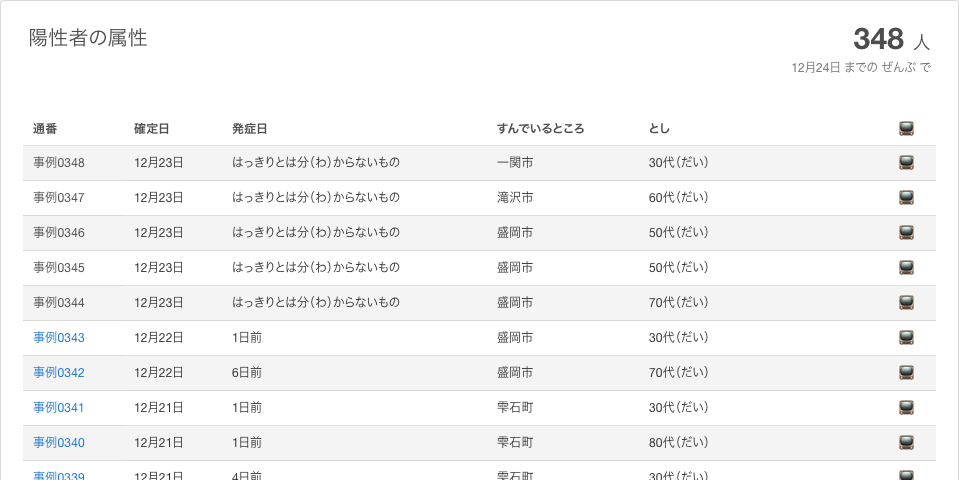 陽性者の属性
348 人
12月24日 までの ぜんぶ で
通番 確定日 発症日 すんでいるところ とし
事例0348 12月23日 はっきりとは分(わ)からないもの 一関市 30代(だい)
事例0347 12月23日 はっきりとは分(わ)からないもの 滝沢市 60代(だい)
事例0346 12月23日 はっきりとは分(わ)からないもの 盛岡市 50代(だい)
事例0345 12月23日 はっきりとは分(わ)からないもの 盛岡市 50代(だい)
事例0344 12月23日 はっきりとは分(わ)からないもの 盛岡市 70代(だい)
事例0343 12月22日 1日前 盛岡市 30代(だい)
事例0342 12月22日 6日前 盛岡市 70代(だい)
事例0341 12月21日 1日前 雫石町 30代(だい)
事例0340 12月21日 1日前 雫石町 80代(だい)
事例0339 12月21日 4日前 雫石町 30代(だい)